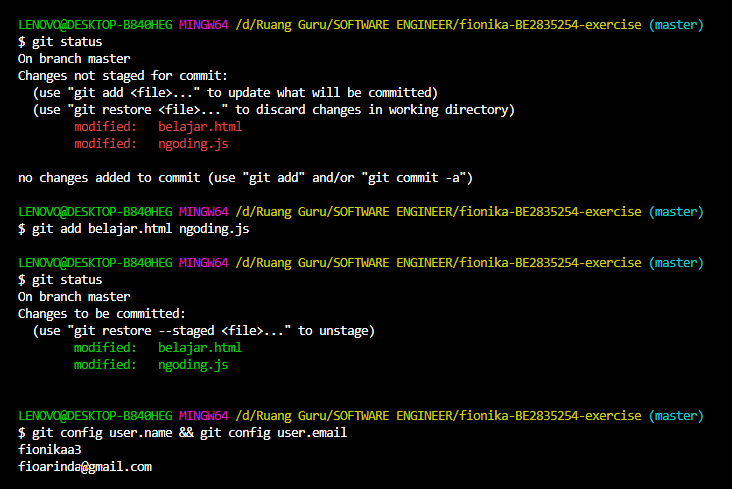 LENOVO@DESKTOP-B840HEG MINGW64 /d/Ruang Guru/SOFTWARE ENGINEER/fionika-BE2835254-exercise (master)
$ git status
On branch master
Changes not staged for commit:
  (use "git add <file>..." to update what will be committed)
  (use "git restore <file>..." to discard changes in working directory)
        modified:   belajar.html
        modified:   ngoding.js

no changes added to commit (use "git add" and/or "git commit -a")

LENOVO@DESKTOP-B840HEG MINGW64 /d/Ruang Guru/SOFTWARE ENGINEER/fionika-BE2835254-exercise (master)
$ git add belajar.html ngoding.js

LENOVO@DESKTOP-B840HEG MINGW64 /d/Ruang Guru/SOFTWARE ENGINEER/fionika-BE2835254-exercise (master)
$ git status
On branch master
Changes to be committed:
  (use "git restore --staged <file>..." to unstage)
        modified:   belajar.html
        modified:   ngoding.js

LENOVO@DESKTOP-B840HEG MINGW64 /d/Ruang Guru/SOFTWARE ENGINEER/fionika-BE2835254-exercise (master)
$ git config user.name && git config user.email
fionikaa3
fioarinda@gmail.com